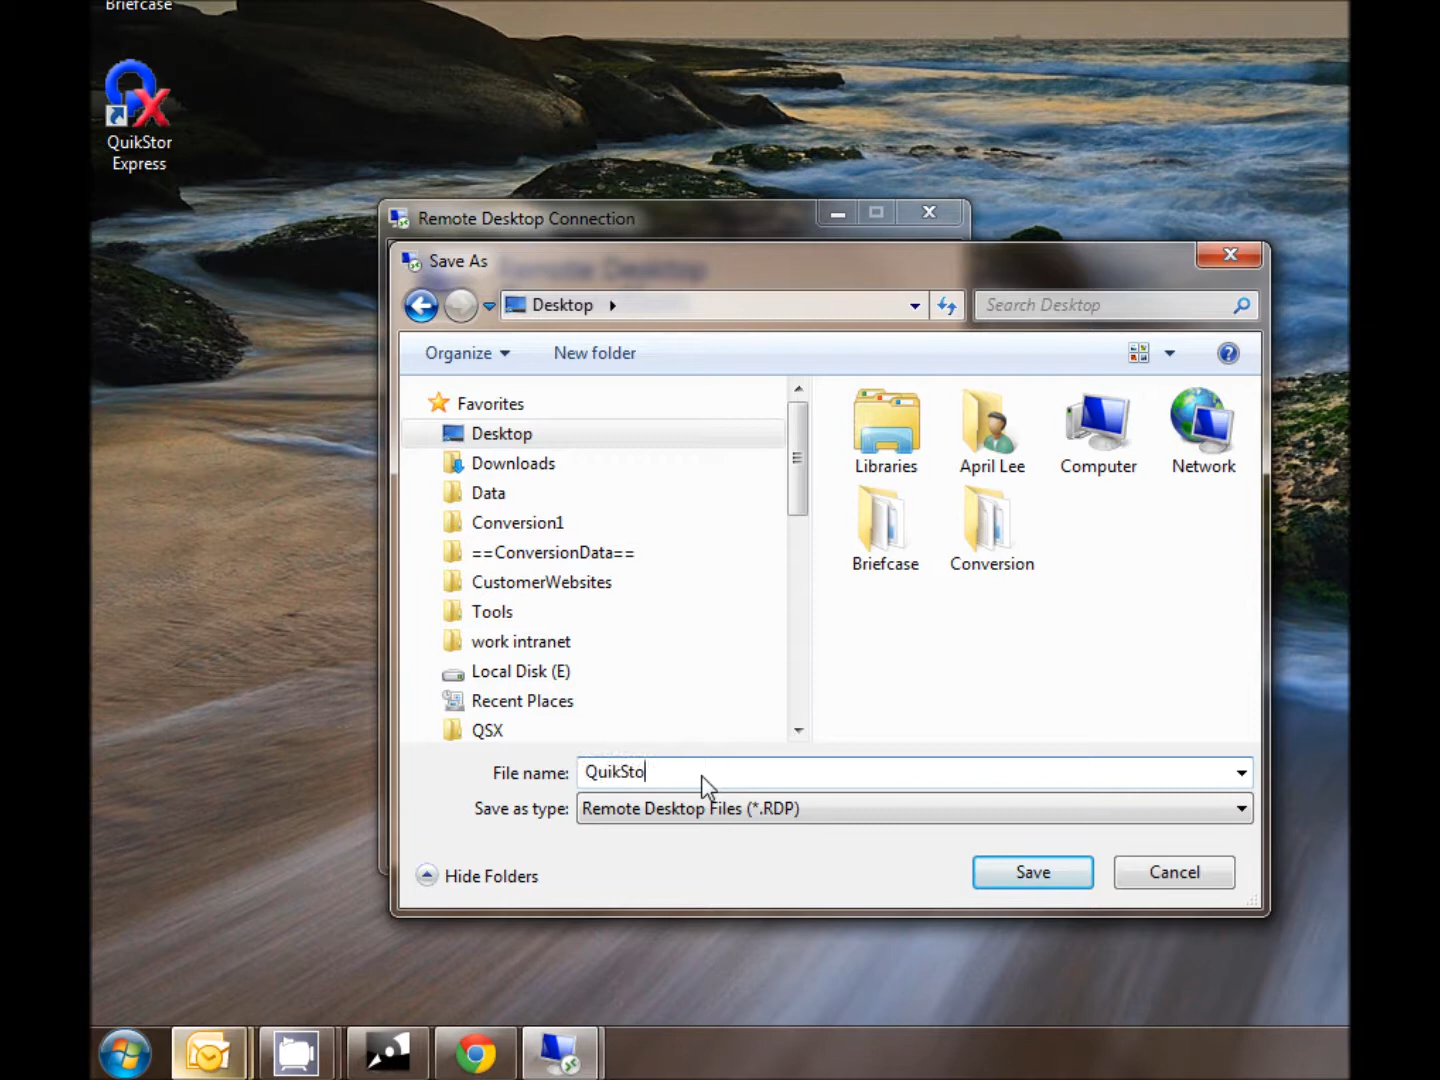 Briefcase
QuikStor
Express
Remote Desktop Connection
Save As
Remote Desktop
Desktop
Search Desktop
Organize
New folder
Favorites
Desktop
Downloads
Data
Conversion1
==ConversionData==
CustomerWebsites
Tools
work intranet
Local Disk (E)
Recent Places
QSX
Libraries
April Lee
Computer
Network
Briefcase
Conversion
File name: QuikSto
Save as type: Remote Desktop Files (*.RDP)
Hide Folders
Save
Cancel